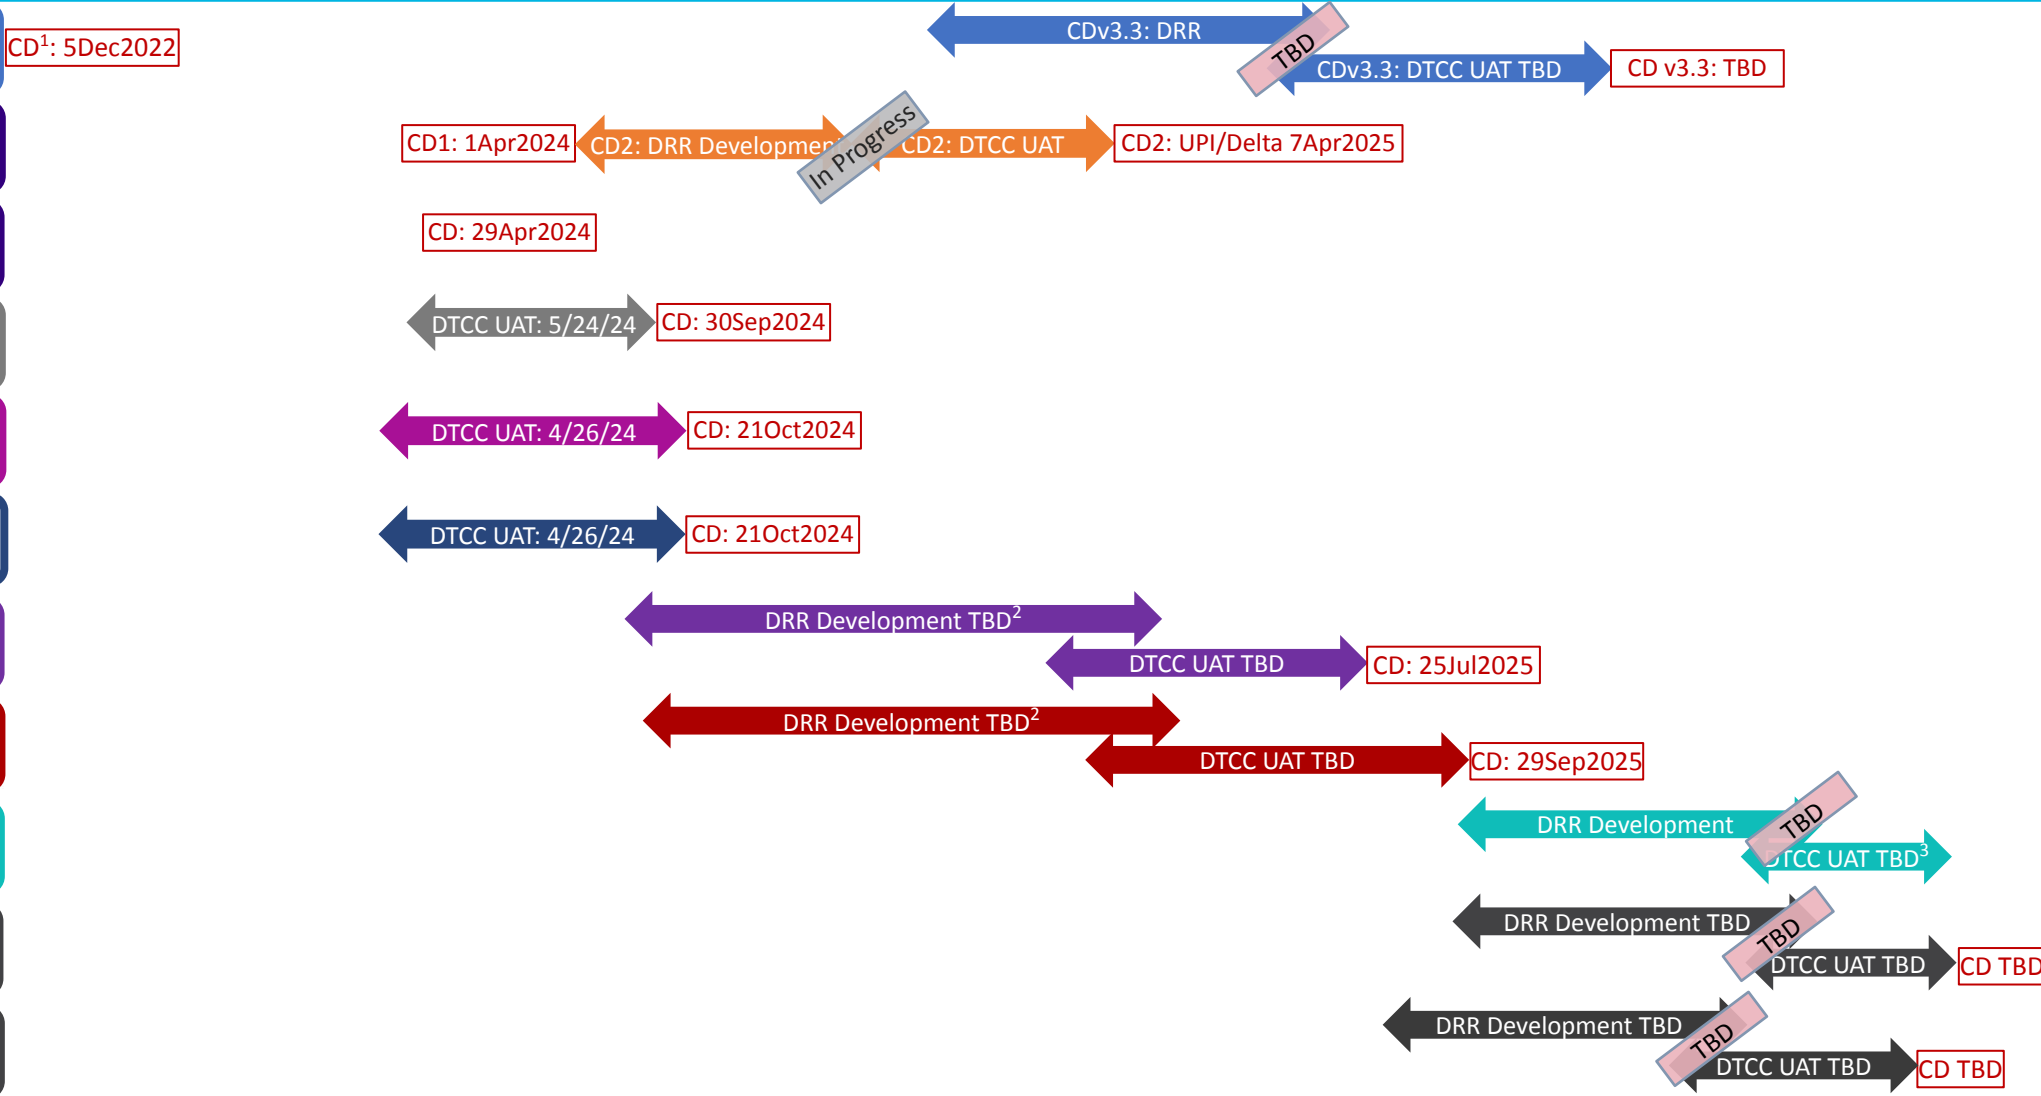 CD¹: 5Dec2022
CDv3.3: DRR
TBD
CDv3.3: DTCC UAT TBD
CD v3.3: TBD
CD1: 1Apr2024
CD2: DRR Development
In Progress
CD2: DTCC UAT
CD2: UPI/Delta 7Apr2025
CD: 29Apr2024
DTCC UAT: 5/24/24
CD: 30Sep2024
DTCC UAT: 4/26/24
CD: 21Oct2024
DTCC UAT: 4/26/24
CD: 21Oct2024
DRR Development TBD²
DTCC UAT TBD
CD: 25Jul2025
DRR Development TBD²
DTCC UAT TBD
CD: 29Sep2025
DRR Development
TBD
DTCC UAT TBD³
DRR Development TBD
TBD
DTCC UAT TBD
CD TBD
DRR Development TBD
TBD
DTCC UAT TBD
CD TBD